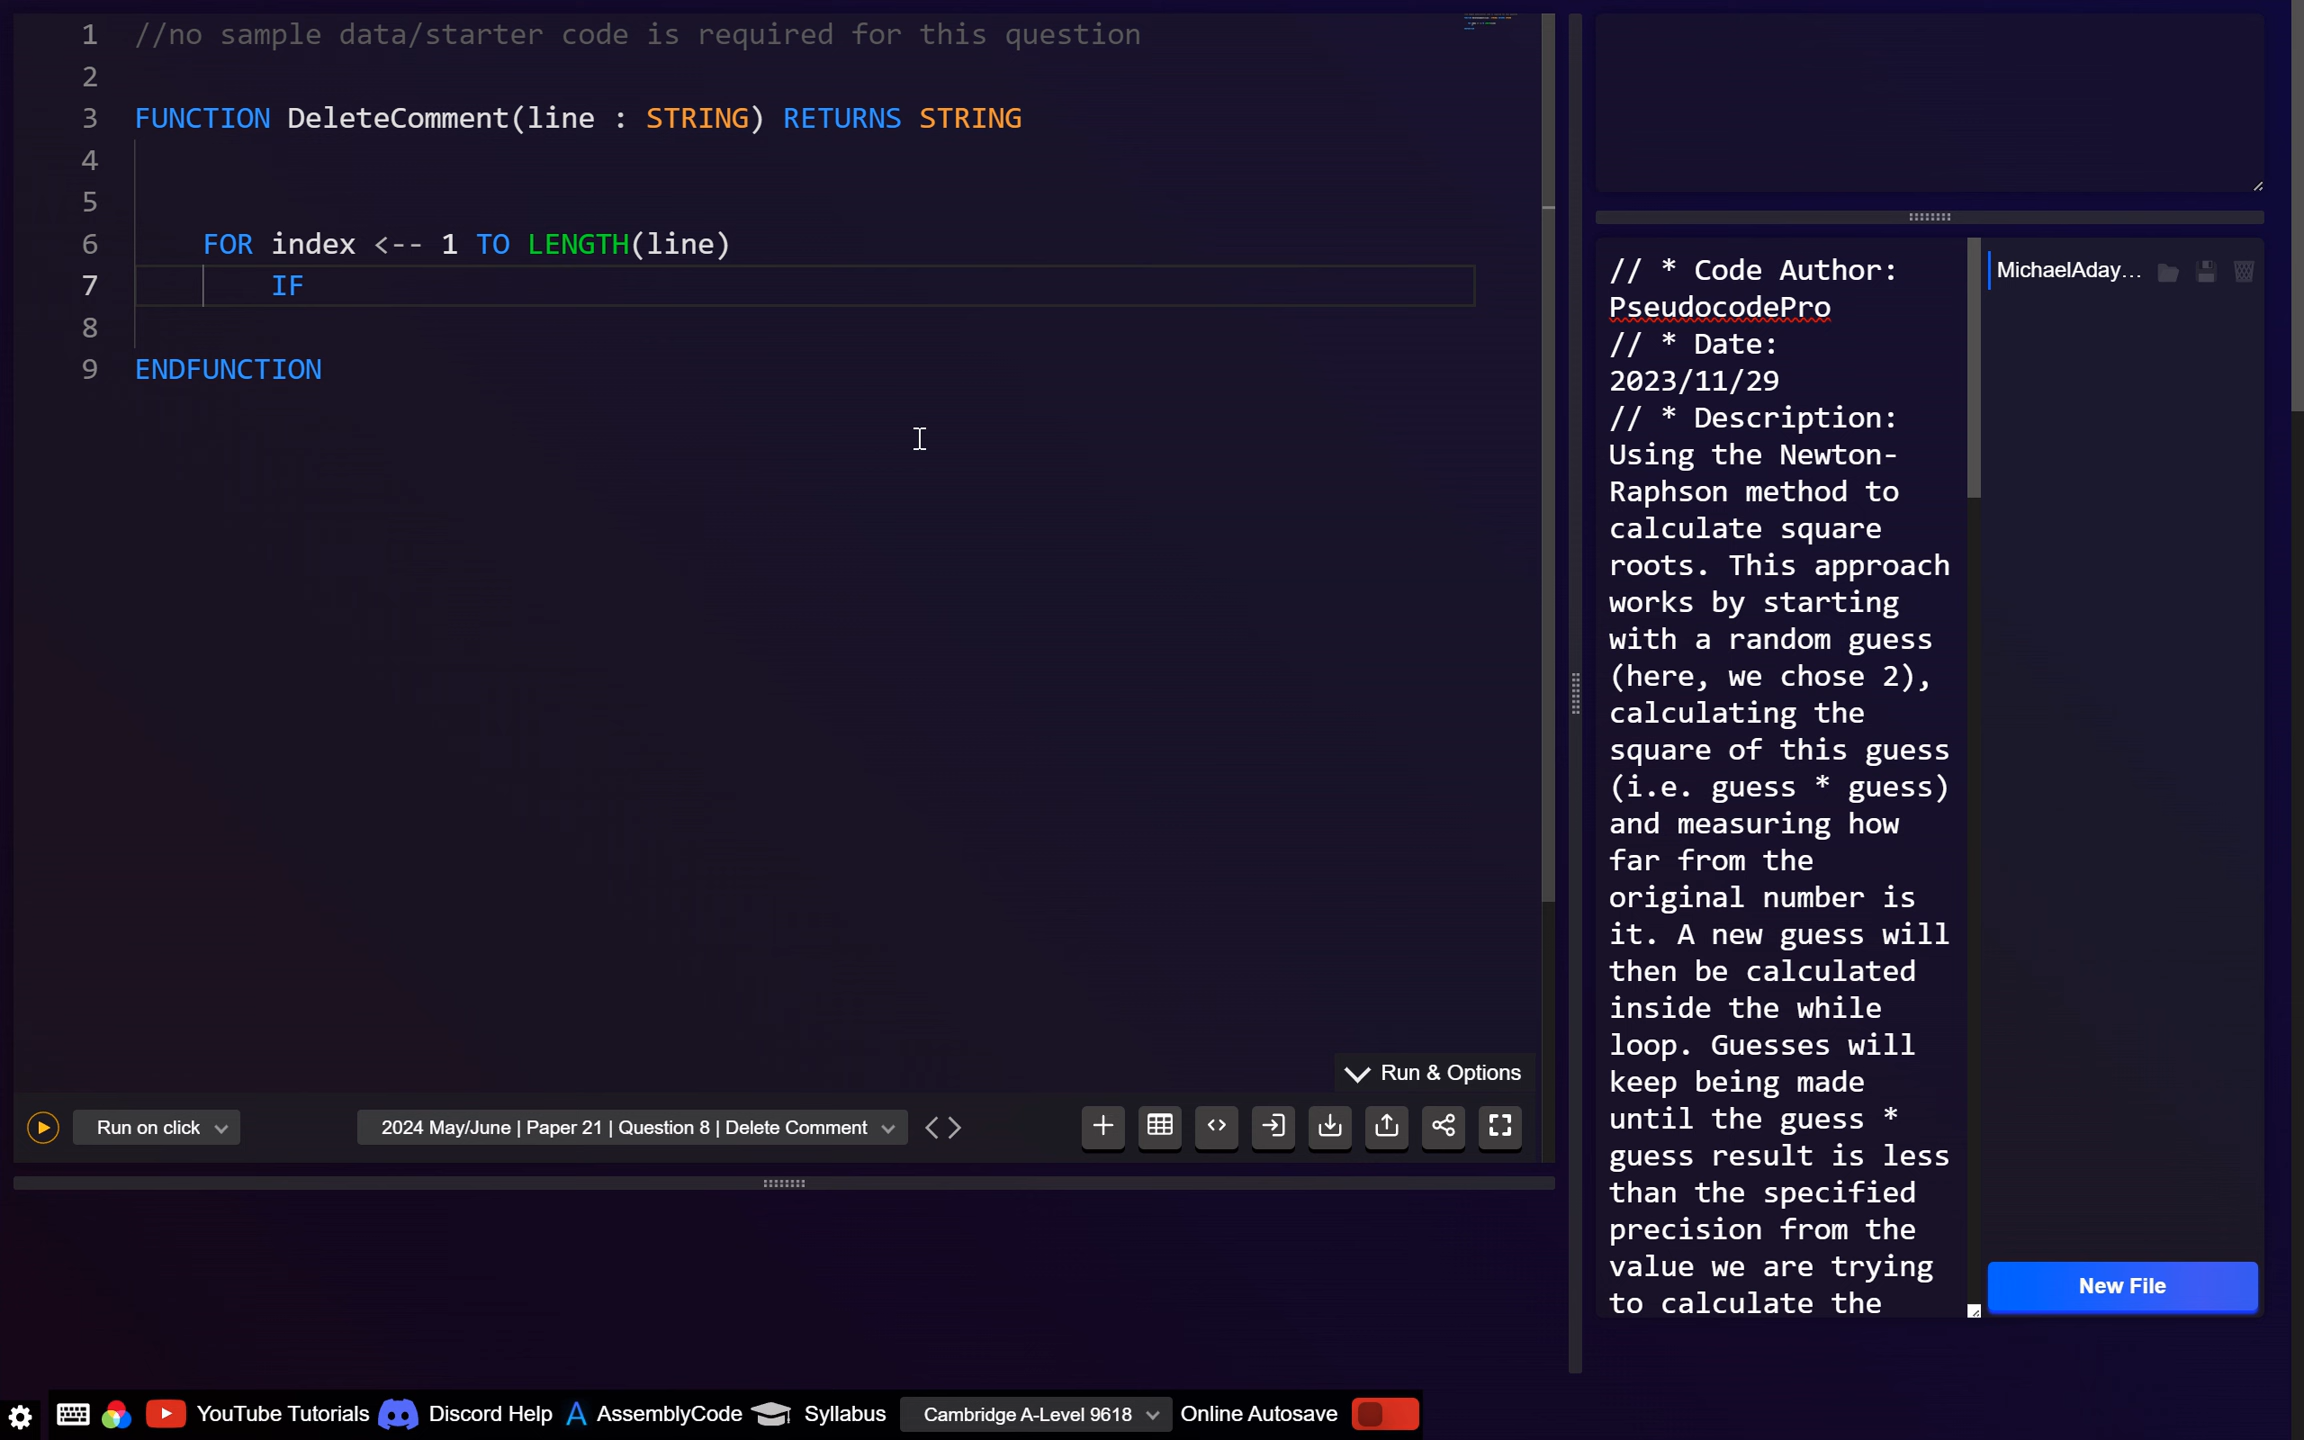 1 //no sample data/starter code is required for this question
2
3 FUNCTION DeleteComment(line : STRING) RETURNS STRING
4
5
6 FOR index <-- 1 TO LENGTH(line)
7 IF
8
9 ENDFUNCTION
Run & Options
Run on click
2024 May/June | Paper 21 | Question 8 | Delete Comment
// * Code Author:
PseudocodePro
// * Date:
2023/11/29
// * Description:
Using the Newton-
Raphson method to
calculate square
roots. This approach
works by starting
with a random guess
(here, we chose 2),
calculating the
square of this guess
(i.e. guess * guess)
and measuring how
far from the
original number is
it. A new guess will
then be calculated
inside the while
loop. Guesses will
keep being made
until the guess *
guess result is less
than the specified
precision from the
value we are trying
to calculate the
MichaelAday...
New File
YouTube Tutorials Discord Help AssemblyCode Syllabus Cambridge A-Level 9618 Online Autosave